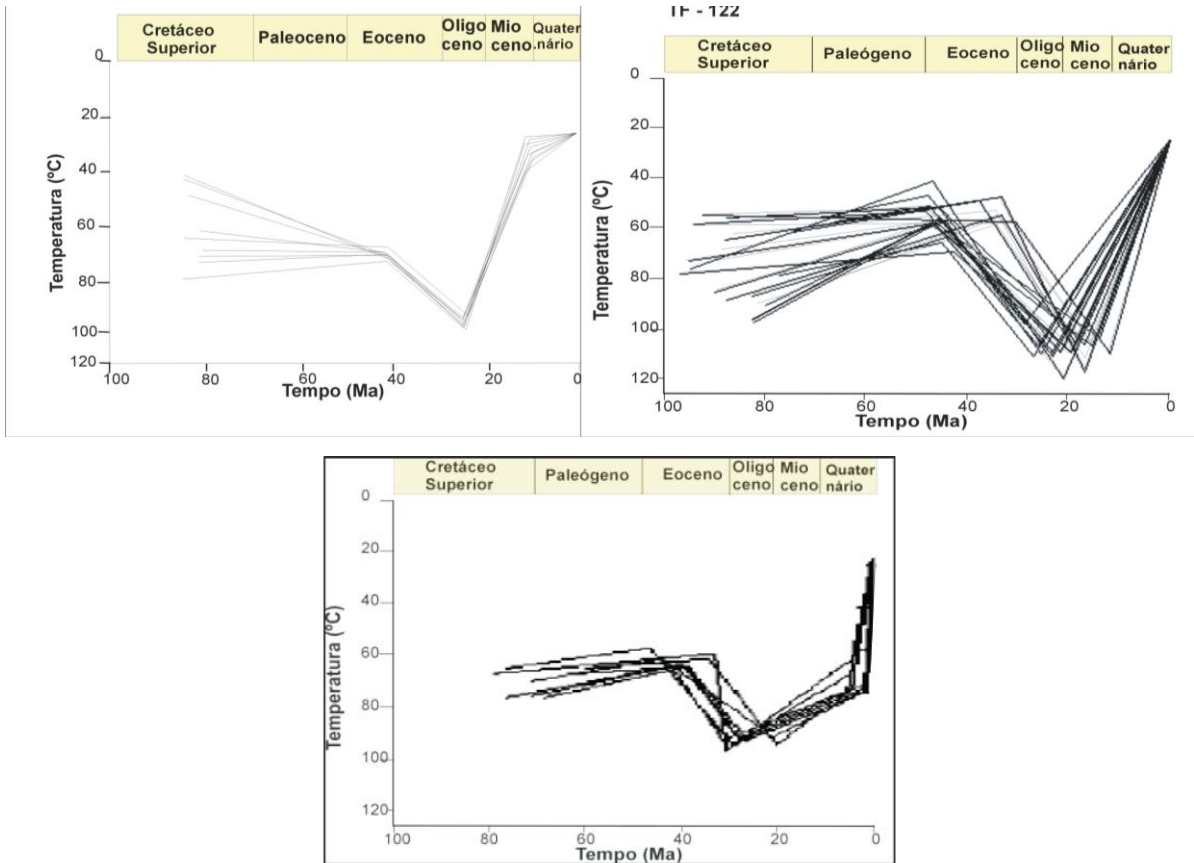 Cretáceo Superior
Paleoceno
Eoceno
Oligo ceno
Mio ceno
Quater .nário
0
20
40
60
80
100
120
Temperatura (ºC)
100
80
60
40
20
0
Tempo (Ma)
TF - 122
Cretáceo Superior
Paleógeno
Eoceno
Oligo ceno
Mio ceno
Quater nário
0
20
40
60
80
100
120
Temperatura (ºC)
100
80
60
40
20
0
Tempo (Ma)
Cretáceo Superior
Paleógeno
Eoceno
Oligo ceno
Mio ceno
Quater nário
0
20
40
60
80
100
120
Temperatura (ºC)
100
80
60
40
20
0
Tempo (Ma)